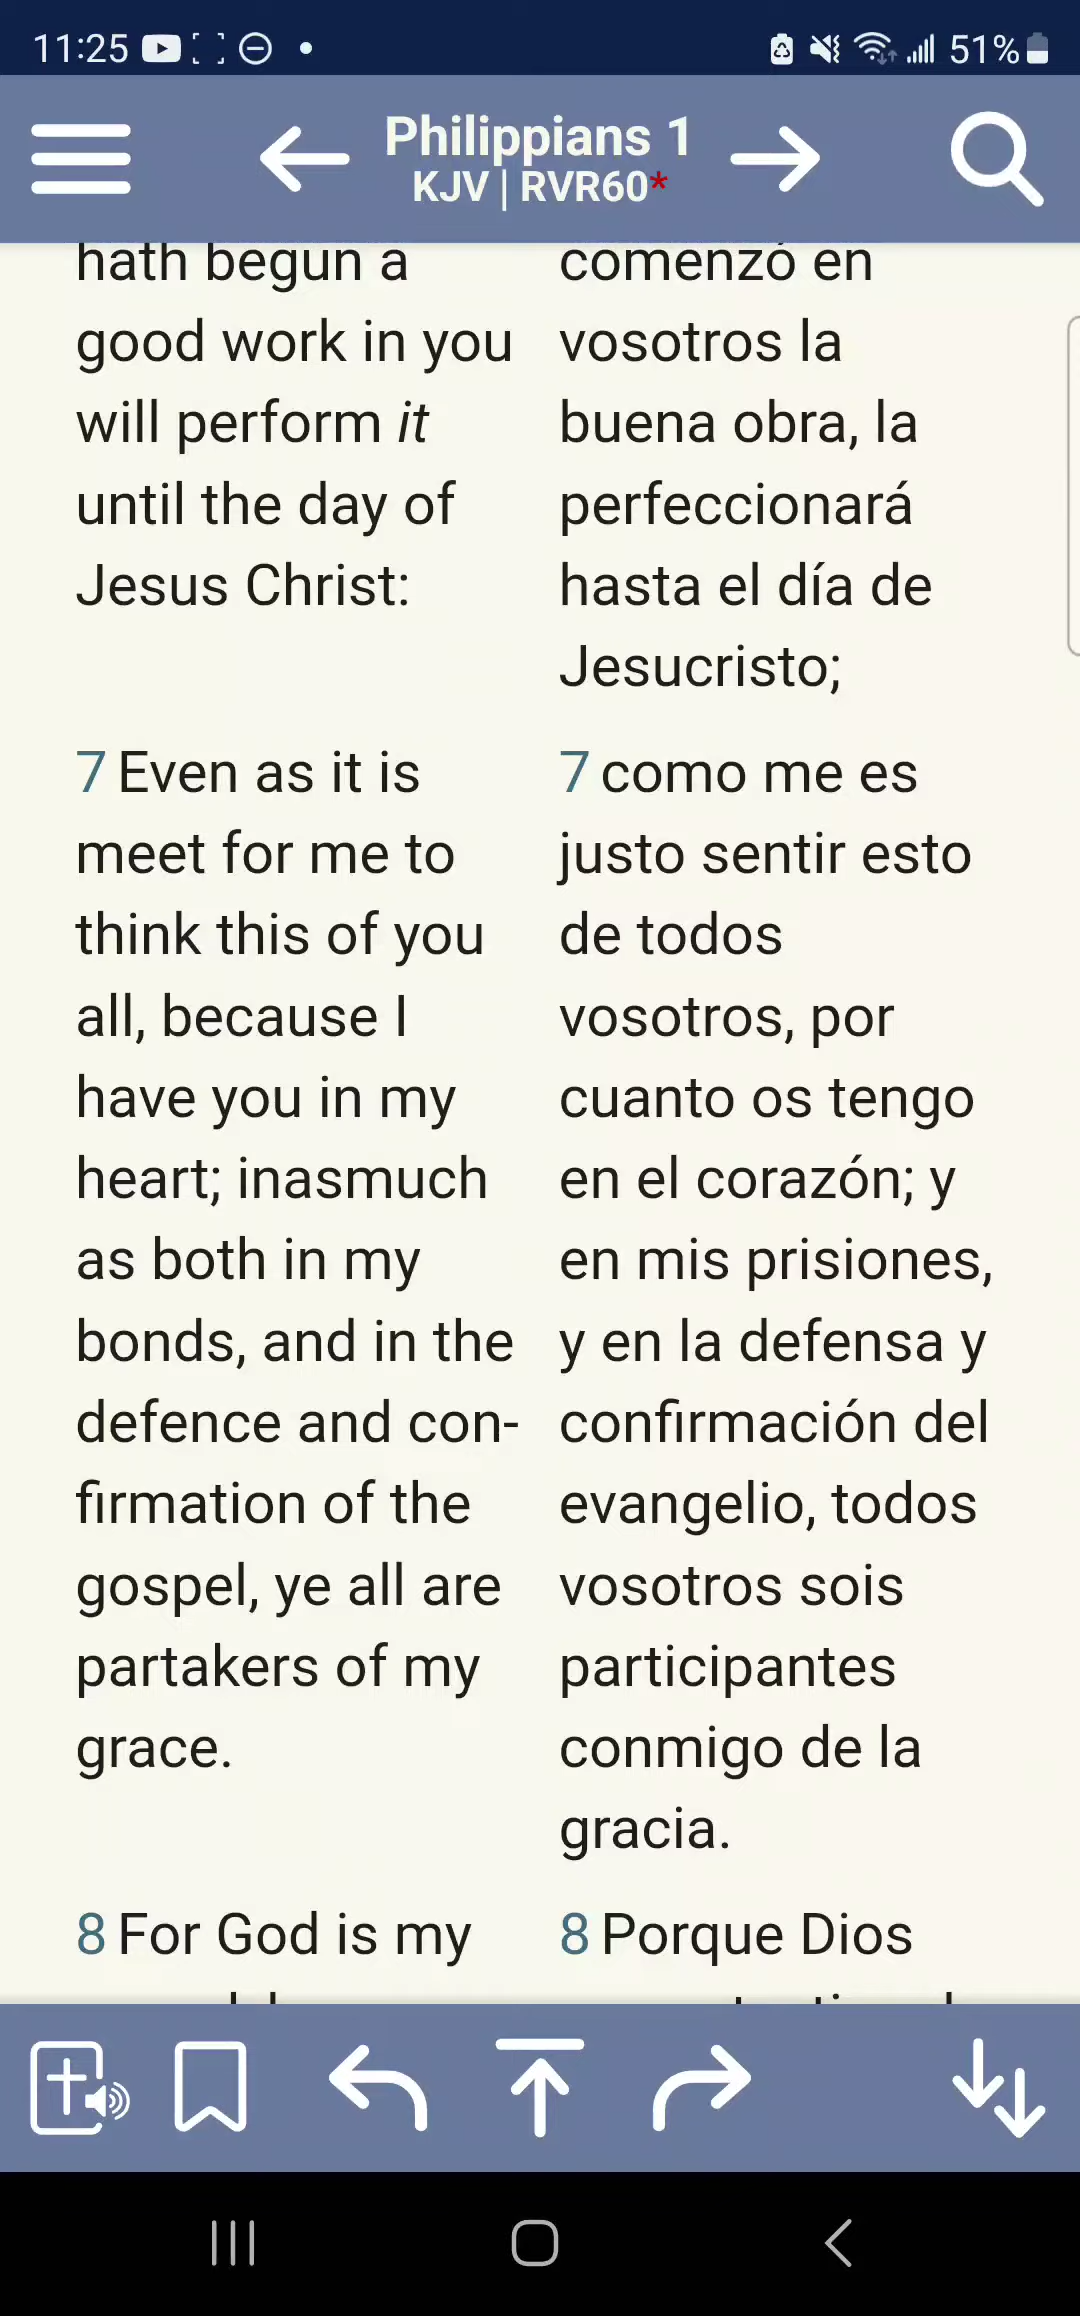 11:25
51%
Philippians 1
KJV | RVR60*
hath begun a
good work in you
will perform it
until the day of
Jesus Christ:
7 Even as it is
meet for me to
think this of you
all, because I
have you in my
heart; inasmuch
as both in my
bonds, and in the
defence and con-
firmation of the
gospel, ye all are
partakers of my
grace.
8 For God is my
comenzó en
vosotros la
buena obra, la
perfeccionará
hasta el día de
Jesucristo;
7 como me es
justo sentir esto
de todos
vosotros, por
cuanto os tengo
en el corazón; y
en mis prisiones,
y en la defensa y
confirmación del
evangelio, todos
vosotros sois
participantes
conmigo de la
gracia.
8 Porque Dios